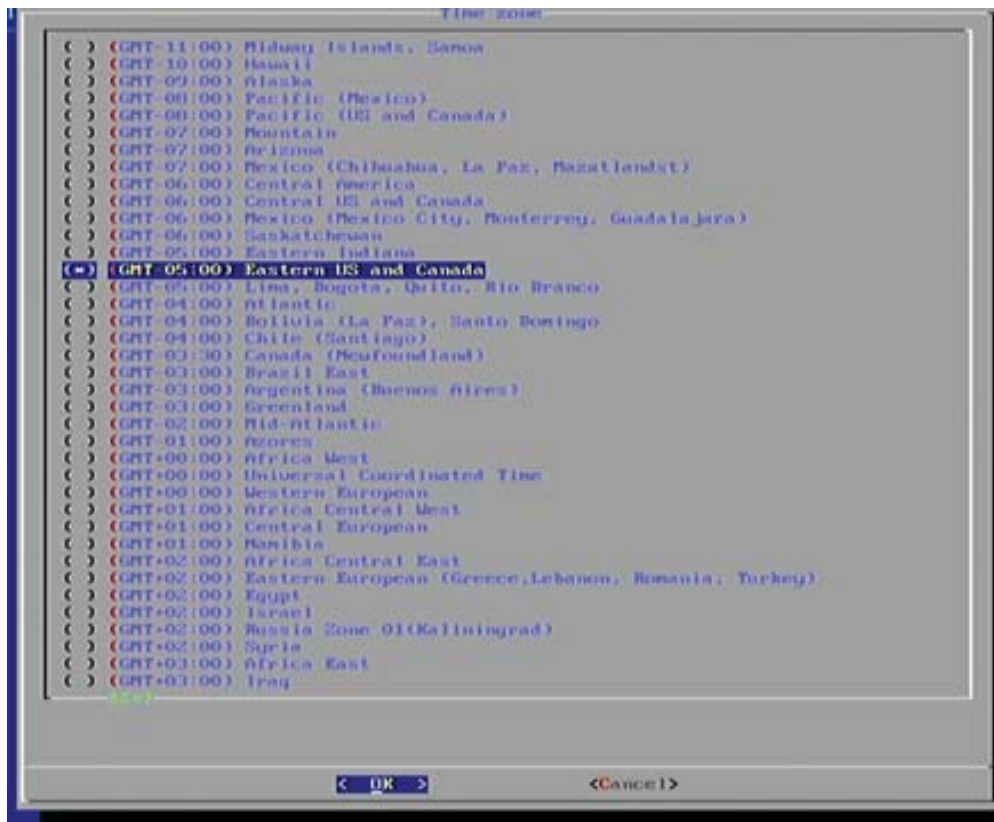 Time zone
( ) (GMT-11:00) Midway Islands, Samoa
( ) (GMT-10:00) Hawaii
( ) (GMT-09:00) Alaska
( ) (GMT-08:00) Pacific (Mexico)
( ) (GMT-08:00) Pacific (US and Canada)
( ) (GMT-07:00) Mountain
( ) (GMT-07:00) Arizona
( ) (GMT-07:00) Mexico (Chihuahua, La Paz, Mazatlandst)
( ) (GMT-06:00) Central America
( ) (GMT-06:00) Central US and Canada
( ) (GMT-06:00) Mexico (Mexico City, Monterrey, Guadalajara)
( ) (GMT-06:00) Saskatchewan
( ) (GMT-05:00) Eastern Indiana
(*) (GMT-05:00) Eastern US and Canada
( ) (GMT-05:00) Lima, Bogota, Quito, Rio Branco
( ) (GMT-04:00) Atlantic
( ) (GMT-04:00) Bolivia (La Paz), Santo Domingo
( ) (GMT-04:00) Chile (Santiago)
( ) (GMT-03:30) Canada (Newfoundland)
( ) (GMT-03:00) Brazil East
( ) (GMT-03:00) Argentina (Buenos Aires)
( ) (GMT-03:00) Greenland
( ) (GMT-02:00) Mid-Atlantic
( ) (GMT-01:00) Azores
( ) (GMT+00:00) Africa West
( ) (GMT+00:00) Universal Coordinated Time
( ) (GMT+00:00) Western European
( ) (GMT+01:00) Africa Central West
( ) (GMT+01:00) Central European
( ) (GMT+01:00) Namibia
( ) (GMT+02:00) Africa Central East
( ) (GMT+02:00) Eastern European (Greece,Lebanon, Romania, Turkey)
( ) (GMT+02:00) Egypt
( ) (GMT+02:00) Israel
( ) (GMT+02:00) Russia Zone 01(Kaliningrad)
( ) (GMT+02:00) Syria
( ) (GMT+03:00) Africa East
( ) (GMT+03:00) Iraq
< OK > <Cancel>